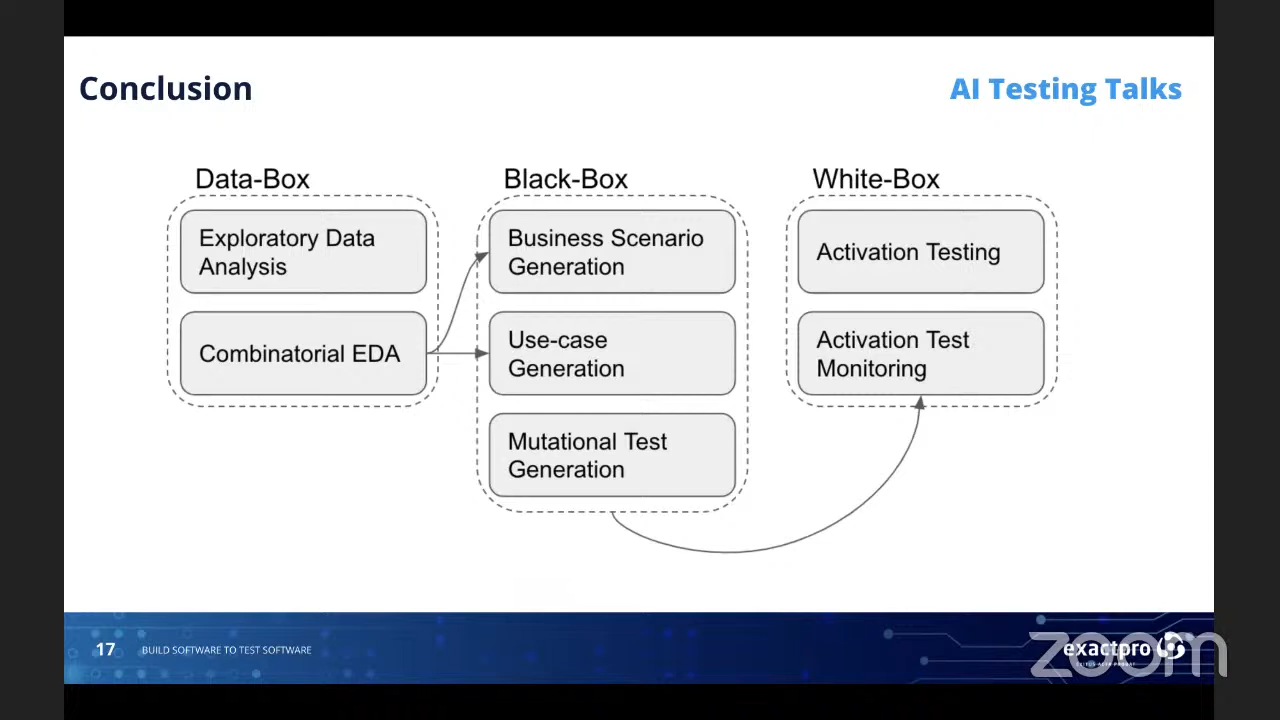 Conclusion
AI Testing Talks
Data-Box
Black-Box
White-Box
Exploratory Data
Analysis
Combinatorial EDA
Business Scenario
Generation
Use-case
Generation
Mutational Test
Generation
Activation Testing
Activation Test
Monitoring
17
BUILD SOFTWARE TO TEST SOFTWARE
exactpro
zoom